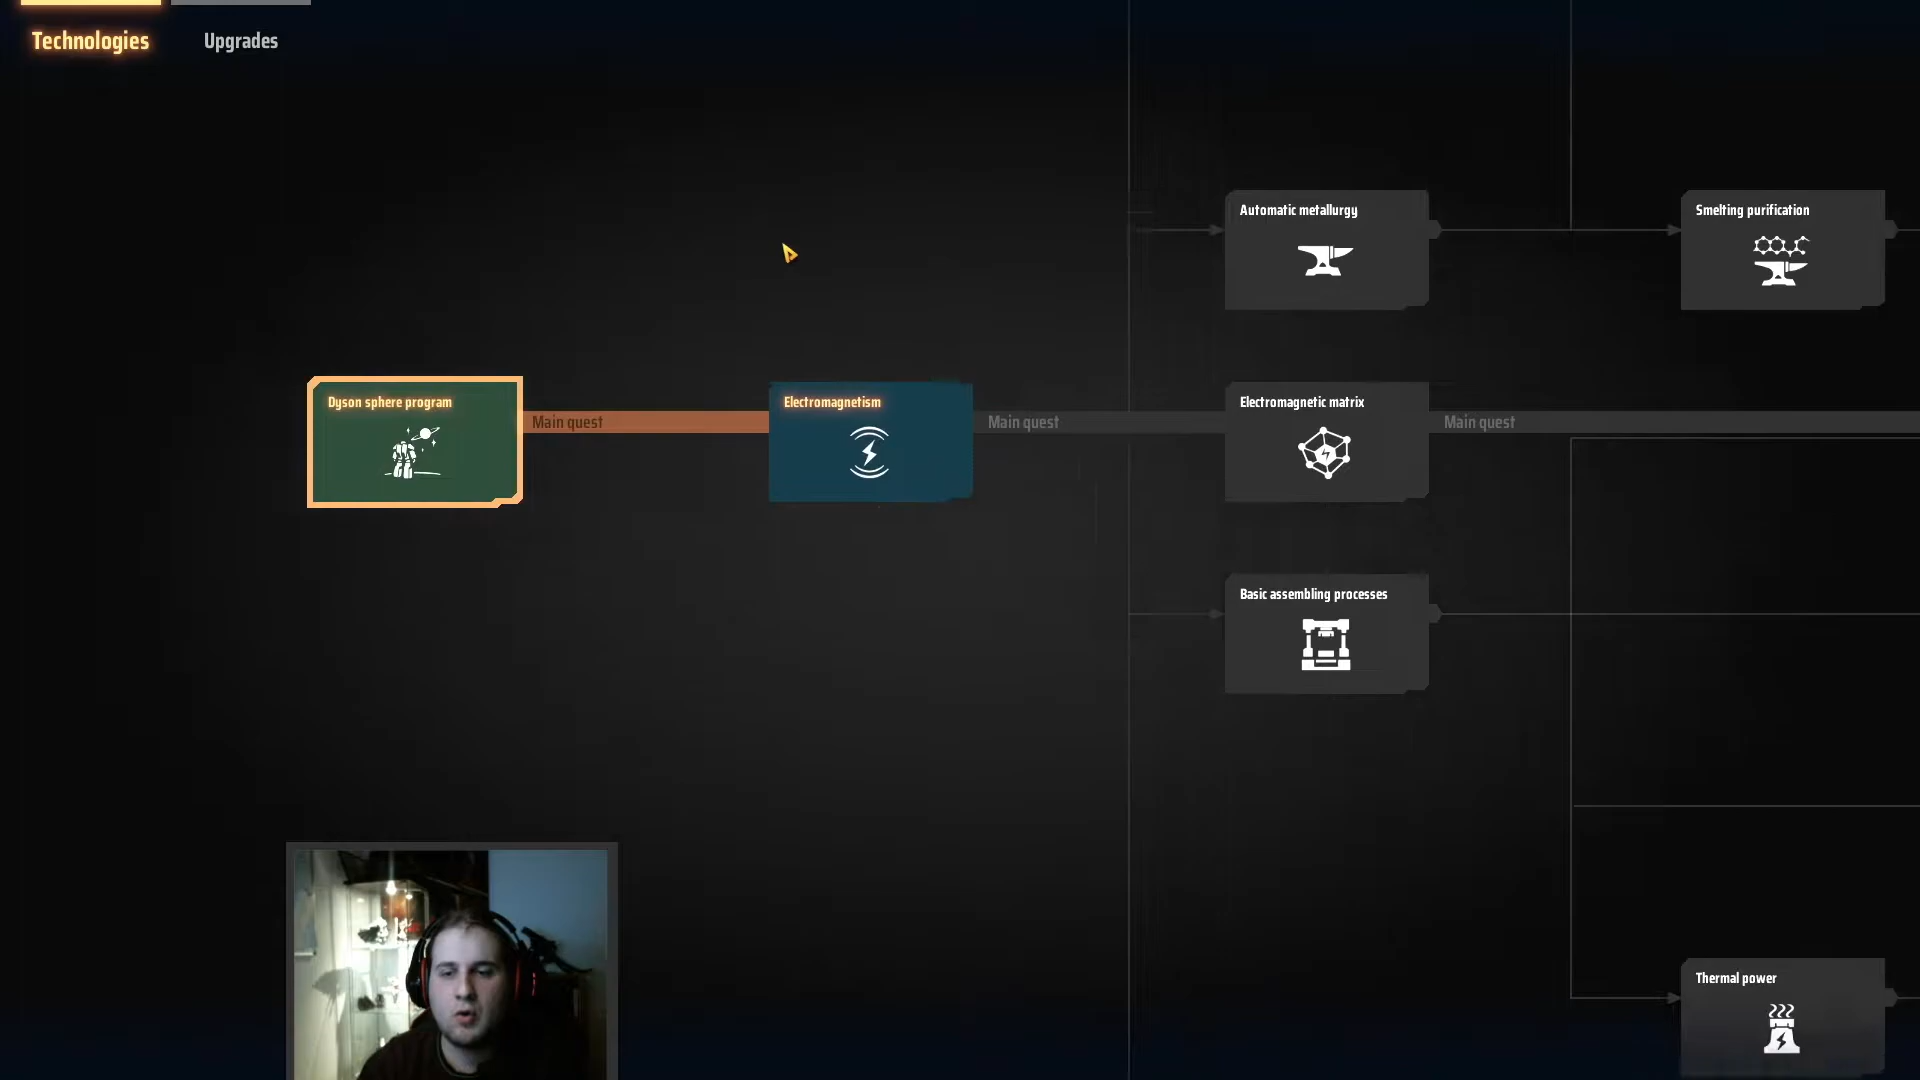 Technologies
Upgrades
Automatic metallurgy
Smelting purification
Dyson sphere program
Main quest
Electromagnetism
Main quest
Electromagnetic matrix
Main quest
Basic assembling processes
Thermal power